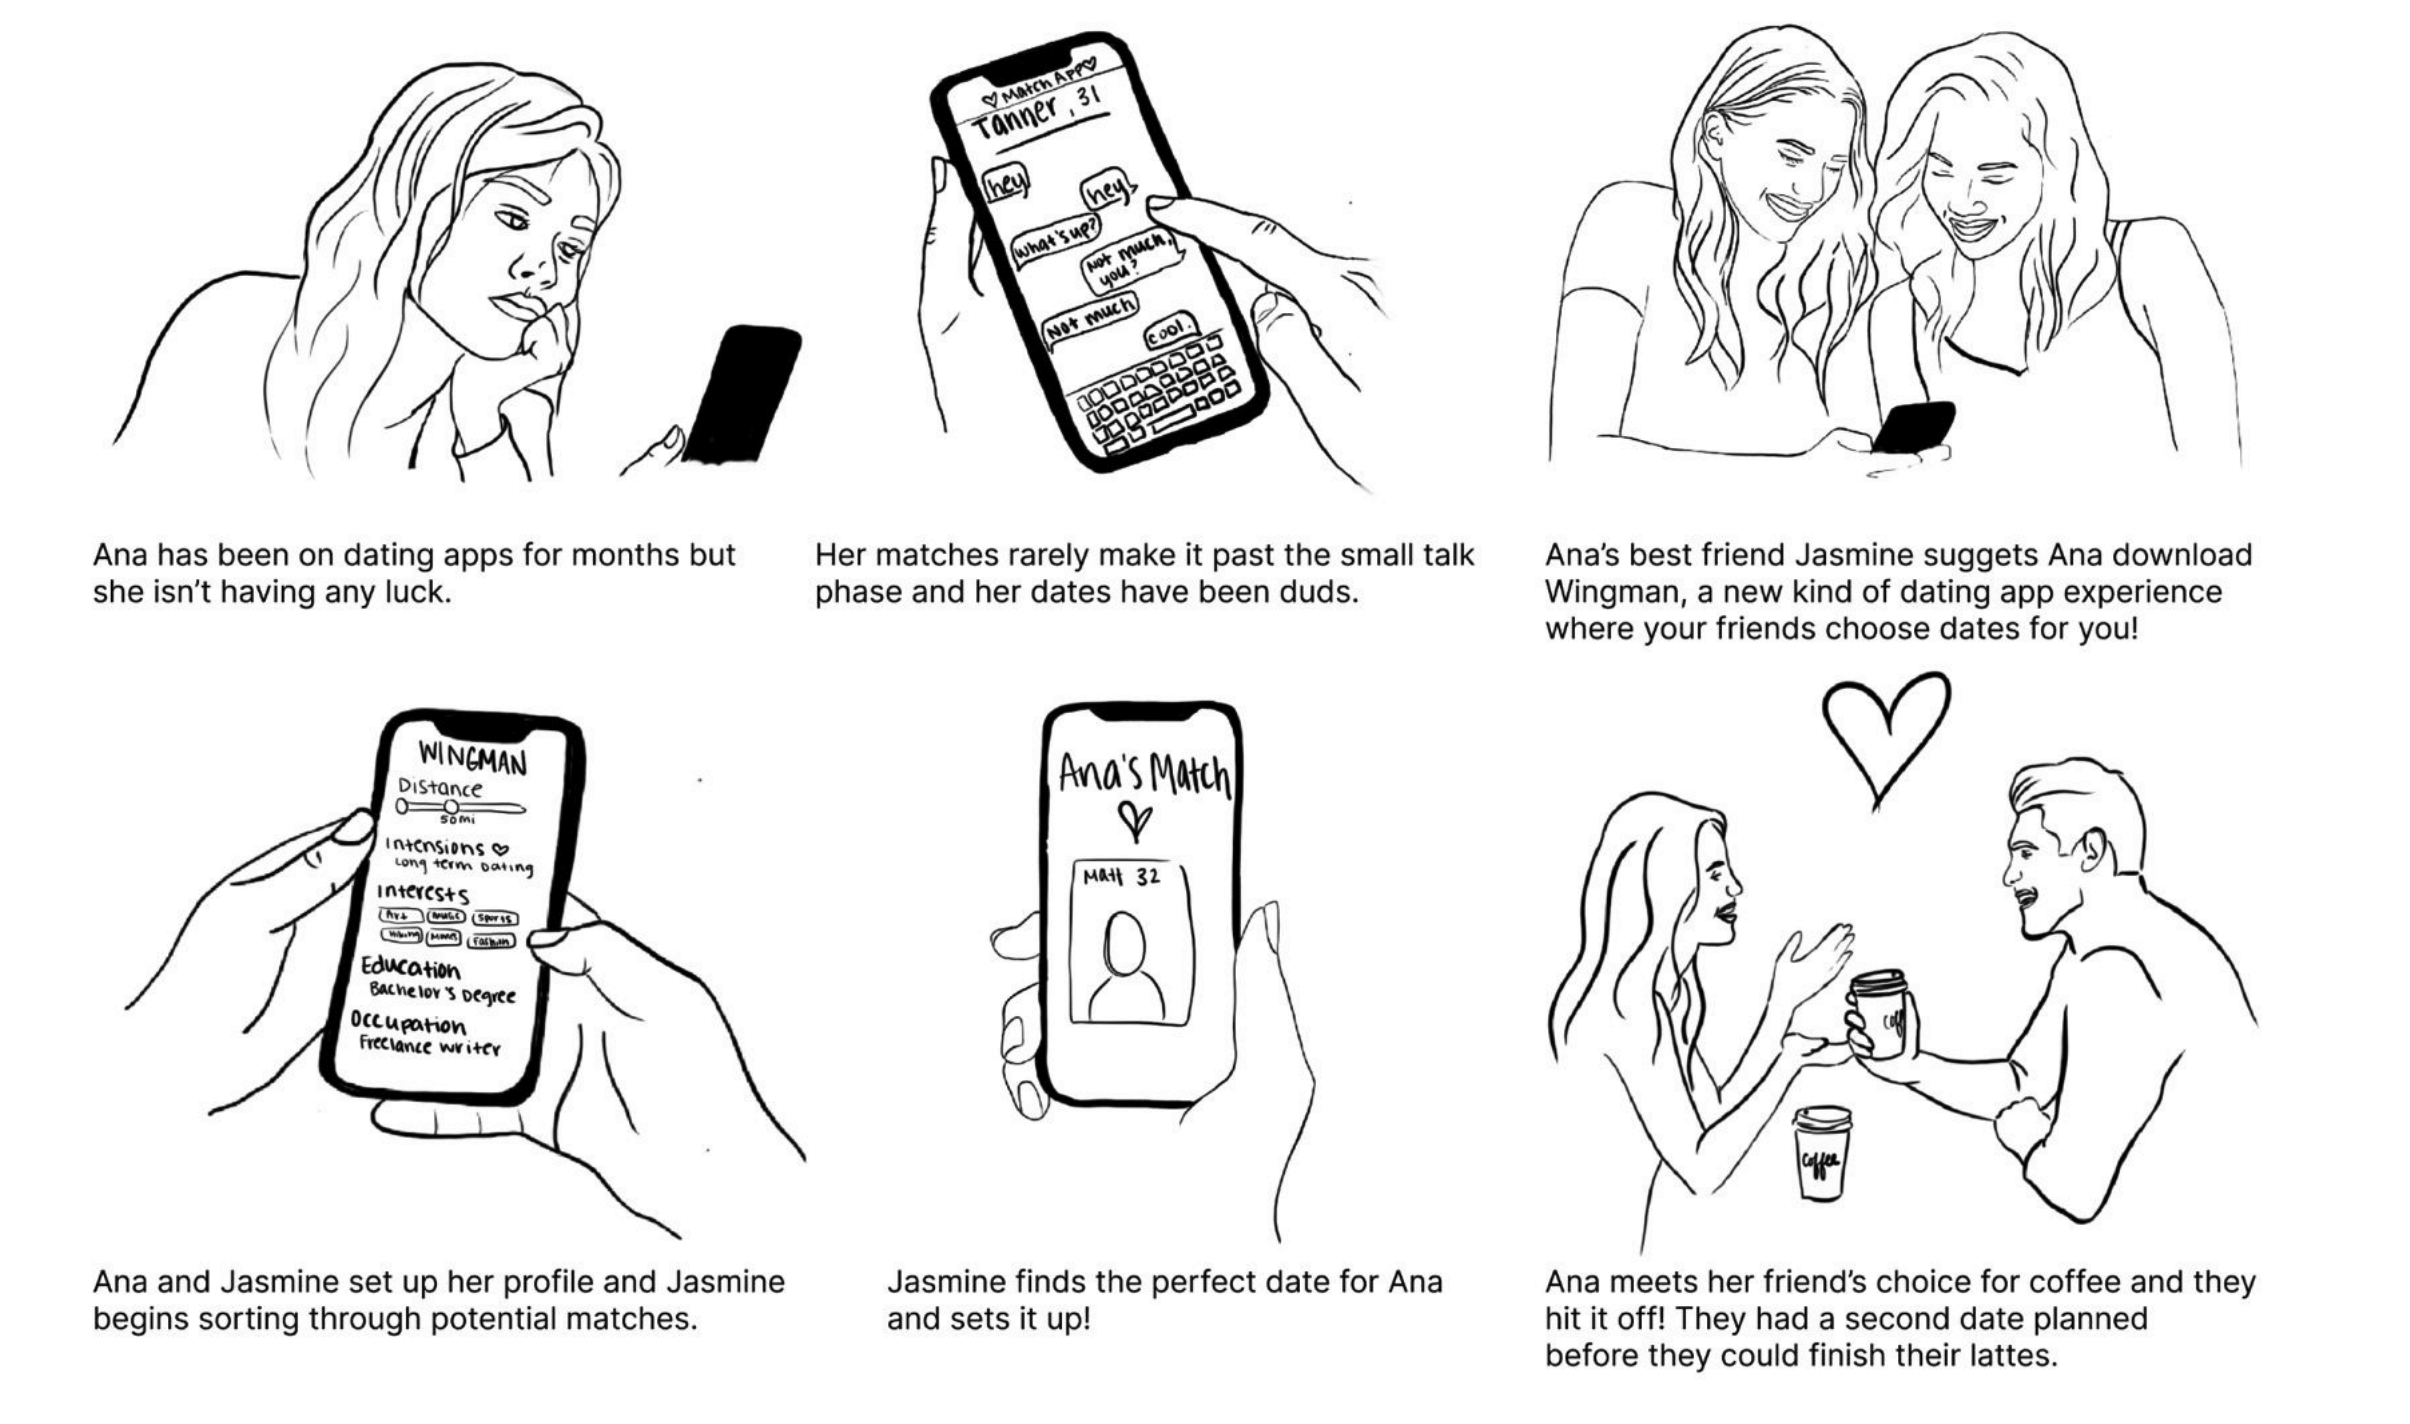 ♡ Match App ♡
Tanner, 31
hey
hey
what's up?
Not much,
you?
Not much
cool.
Ana has been on dating apps for months but
she isn't having any luck.
Her matches rarely make it past the small talk
phase and her dates have been duds.
Ana's best friend Jasmine suggets Ana download
Wingman, a new kind of dating app experience
where your friends choose dates for you!
WINGMAN
Distance
50mi
Intensions ♡
Long term Dating
Interests
Art Music Sports
Hiking Fashion
Education
Bachelor's Degree
Occupation
Freelance writer
Ana's Match
Matt 32
coff
coffee
Ana and Jasmine set up her profile and Jasmine
begins sorting through potential matches.
Jasmine finds the perfect date for Ana
and sets it up!
Ana meets her friend's choice for coffee and they
hit it off! They had a second date planned
before they could finish their lattes.